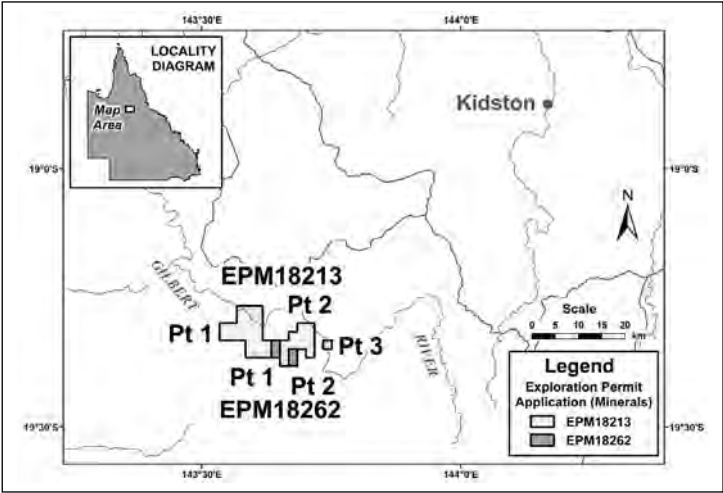 143°30'E
144°0'E
LOCALITY
DIAGRAM
Map
Area
Kidston
19°0'S
19°0'S
N
GILBERT
EPM18213
Pt 2
Pt 1
Pt 3
Pt 1
Pt 2
EPM18262
RIVER
Scale
0 5 10 15 20
km
Legend
Exploration Permit
Application (Minerals)
EPM18213
EPM18262
19°30'S
19°30'S
143°30'E
144°0'E